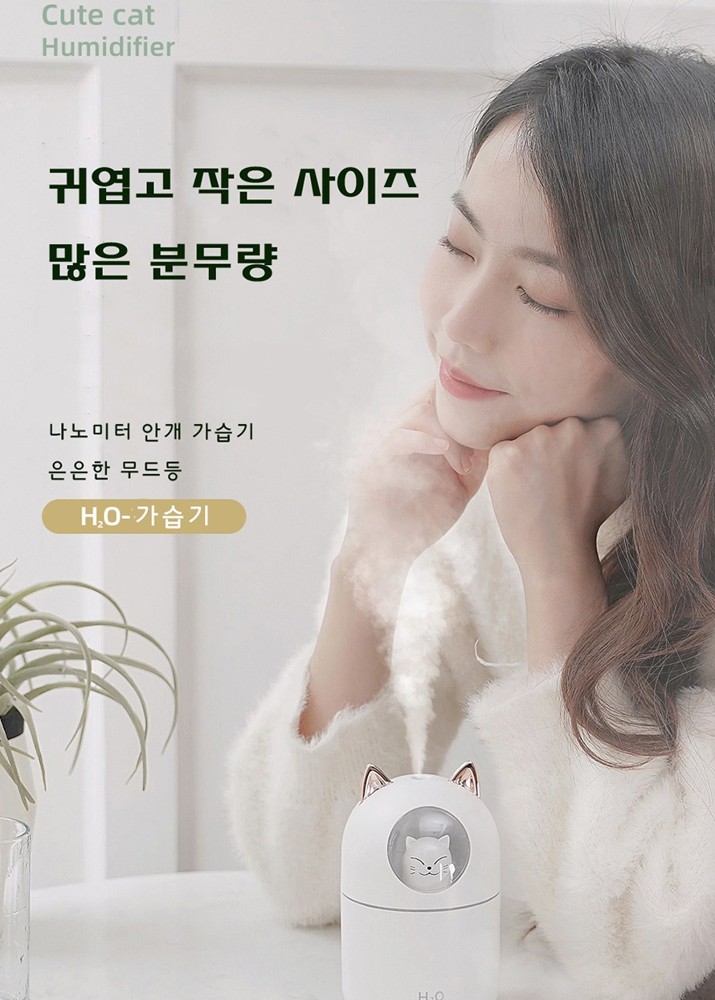 Cute cat
Humidifier
귀엽고 작은 사이즈
많은 분무량
나노미터 안개 가습기
은은한 무드등
H₂O-가습기
H₂O